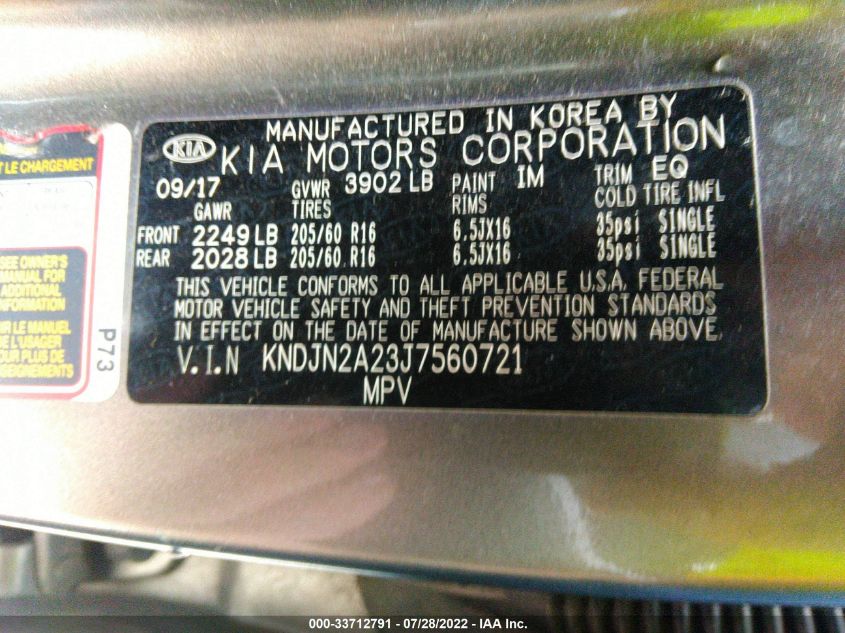 MANUFACTURED IN KOREA BY
KIA KIA MOTORS CORPORATION
09/17 GVWR 3902 LB PAINT IM TRIM EQ
GAWR TIRES RIMS COLD TIRE INFL
FRONT 2249 LB 205/60 R16 6.5JX16 35psi SINGLE
REAR 2028 LB 205/60 R16 6.5JX16 35psi SINGLE
THIS VEHICLE CONFORMS TO ALL APPLICABLE U.S.A. FEDERAL
MOTOR VEHICLE SAFETY AND THEFT PREVENTION STANDARDS
IN EFFECT ON THE DATE OF MANUFACTURE SHOWN ABOVE.
V.I.N KNDJN2A23J7560721
MPV
LE CHARGEMENT
SEE OWNER'S
MANUAL FOR
ADDITIONAL
INFORMATION
LE MANUEL
DE L'USAGER
POUR PLUS DE
P73
000-33712791 - 07/28/2022 - IAA Inc.